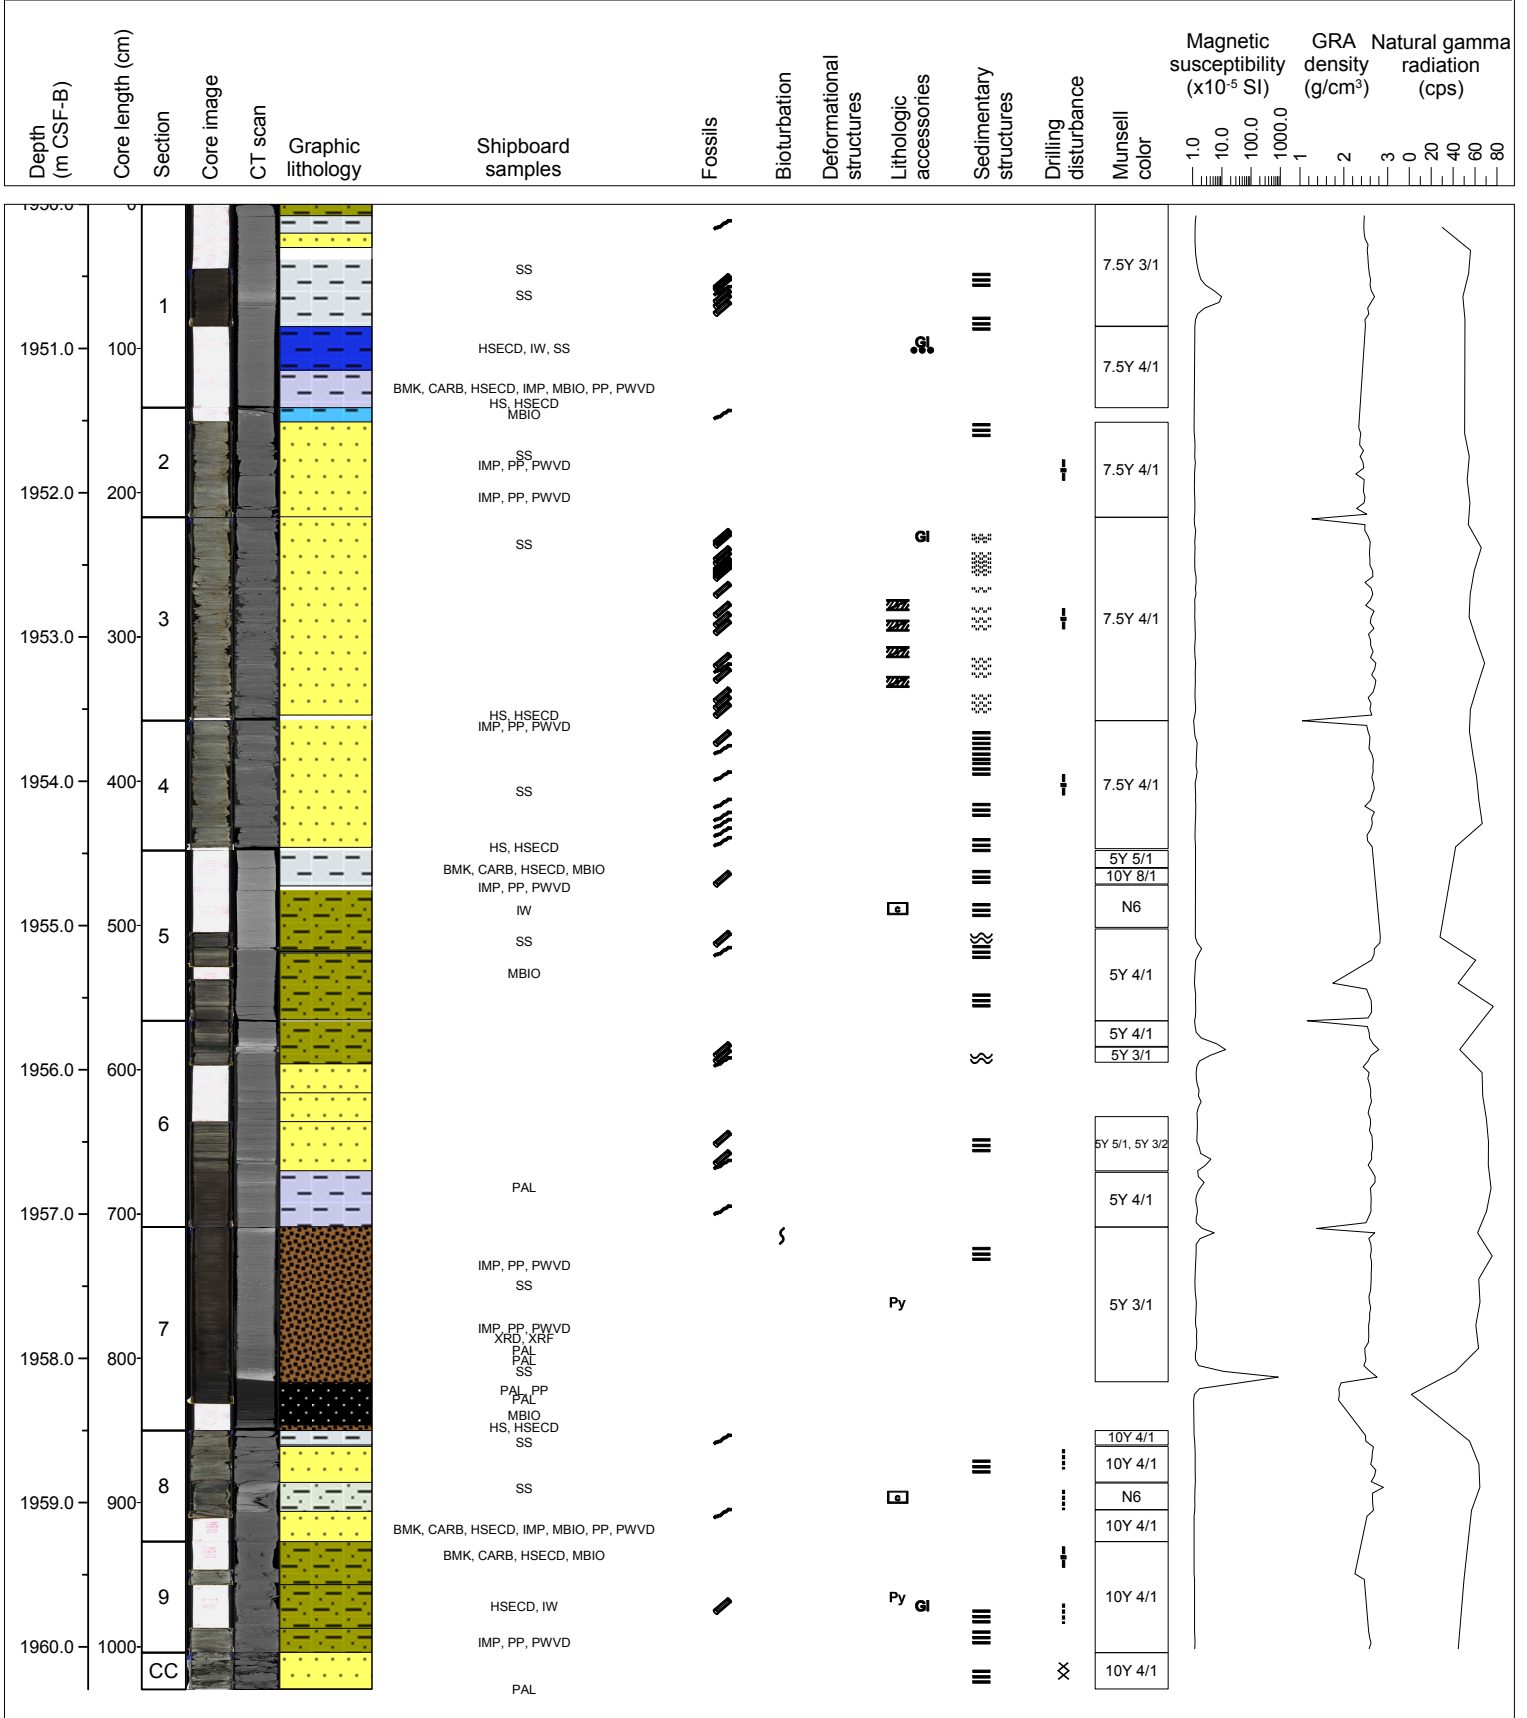 Depth
(m CSF-B)
Core length (cm)
Section
Core image
CT scan
Graphic
lithology
Shipboard
samples
Fossils
Bioturbation
Deformational
structures
Lithologic
accessories
Sedimentary
structures
Drilling
disturbance
Munsell
color
Magnetic
susceptibility
(x10⁻⁵ SI)
1.0 10.0 100.0 1000.0
GRA
density
(g/cm³)
1 2 3
Natural gamma
radiation
(cps)
0 20 40 60 80
1950.0 0
SS
7.5Y 3/1
SS
1
Gl
1951.0 100 HSECD, IW, SS
7.5Y 4/1
BMK, CARB, HSECD, IMP, MBIO, PP, PWVD
HS, HSECD
MBIO
SS
2 7.5Y 4/1
IMP, PP, PWVD
1952.0 200 IMP, PP, PWVD
Gl
SS
3 7.5Y 4/1
1953.0 300
HS, HSECD
IMP, PP, PWVD
1954.0 400
4 7.5Y 4/1
SS
HS, HSECD
5Y 5/1
BMK, CARB, HSECD, MBIO
10Y 8/1
IMP, PP, PWVD
N6
c
IW
1955.0 500
5
SS
MBIO
5Y 4/1
5Y 4/1
5Y 3/1
1956.0 600
6
5Y 5/1, 5Y 3/2
PAL
5Y 4/1
1957.0 700
IMP, PP, PWVD
SS
Py
7 5Y 3/1
IMP, PP, PWVD
XRD, XRF
PAL
1958.0 800 PAL
SS
PAL, PP
PAL
MBIO
HS, HSECD
10Y 4/1
SS
10Y 4/1
8
SS
c
N6
1959.0 900
BMK, CARB, HSECD, IMP, MBIO, PP, PWVD
10Y 4/1
BMK, CARB, HSECD, MBIO
9 Py 10Y 4/1
HSECD, IW Gl
1960.0 1000 IMP, PP, PWVD
CC 10Y 4/1
PAL